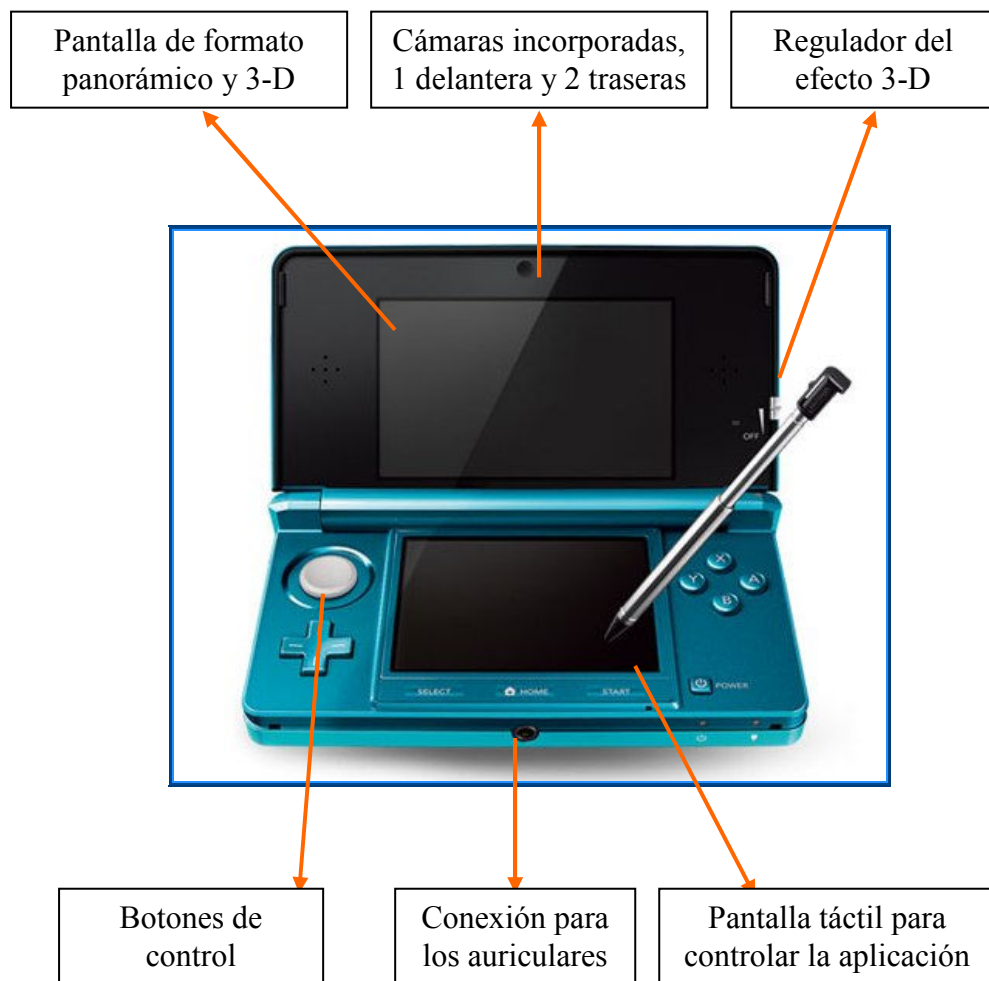 Pantalla de formato
panorámico y 3-D
Cámaras incorporadas,
1 delantera y 2 traseras
Regulador del
efecto 3-D
OFF
X
Y
A
B
SELECT
HOME
START
POWER
Botones de
control
Conexión para
los auriculares
Pantalla táctil para
controlar la aplicación